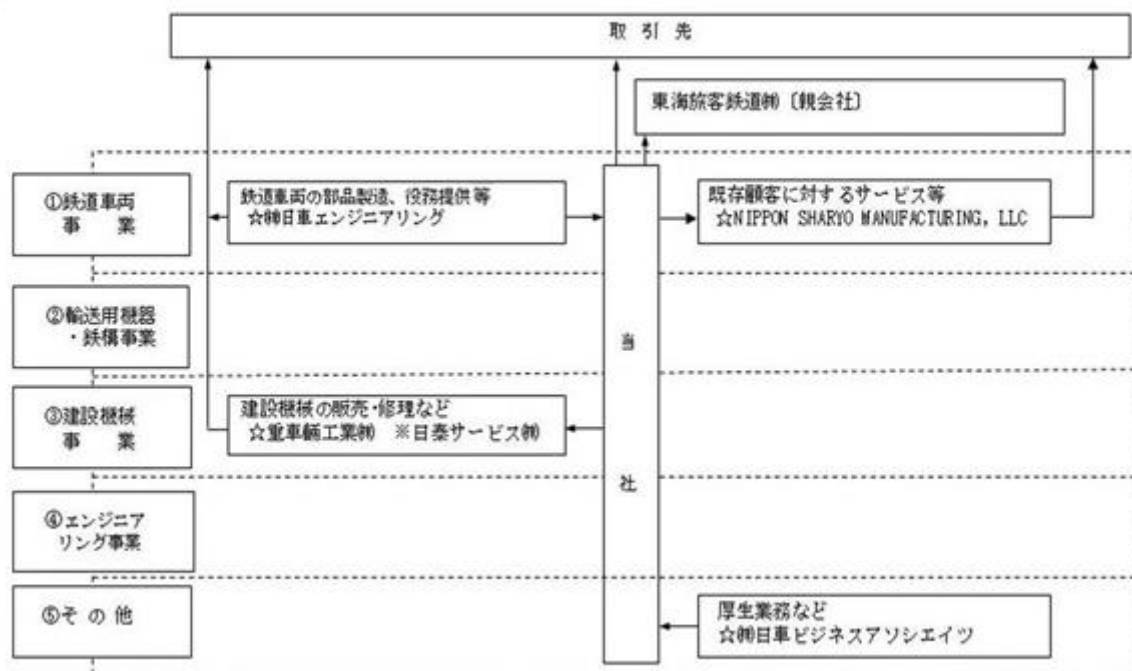 取引先
東海旅客鉄道㈱〔親会社〕
①鉄道車両
事業
鉄道車両の部品製造、役務提供等
☆㈱日車エンジニアリング
既存顧客に対するサービス等
☆NIPPON SHARYO MANUFACTURING, LLC
②輸送用機器
・鉄構事業
当社
③建設機械
事業
建設機械の販売・修理など
☆重車輛工業㈱ ※日泰サービス㈱
④エンジニア
リング事業
⑤その他
厚生業務など
☆㈱日車ビジネスアソシエイツ